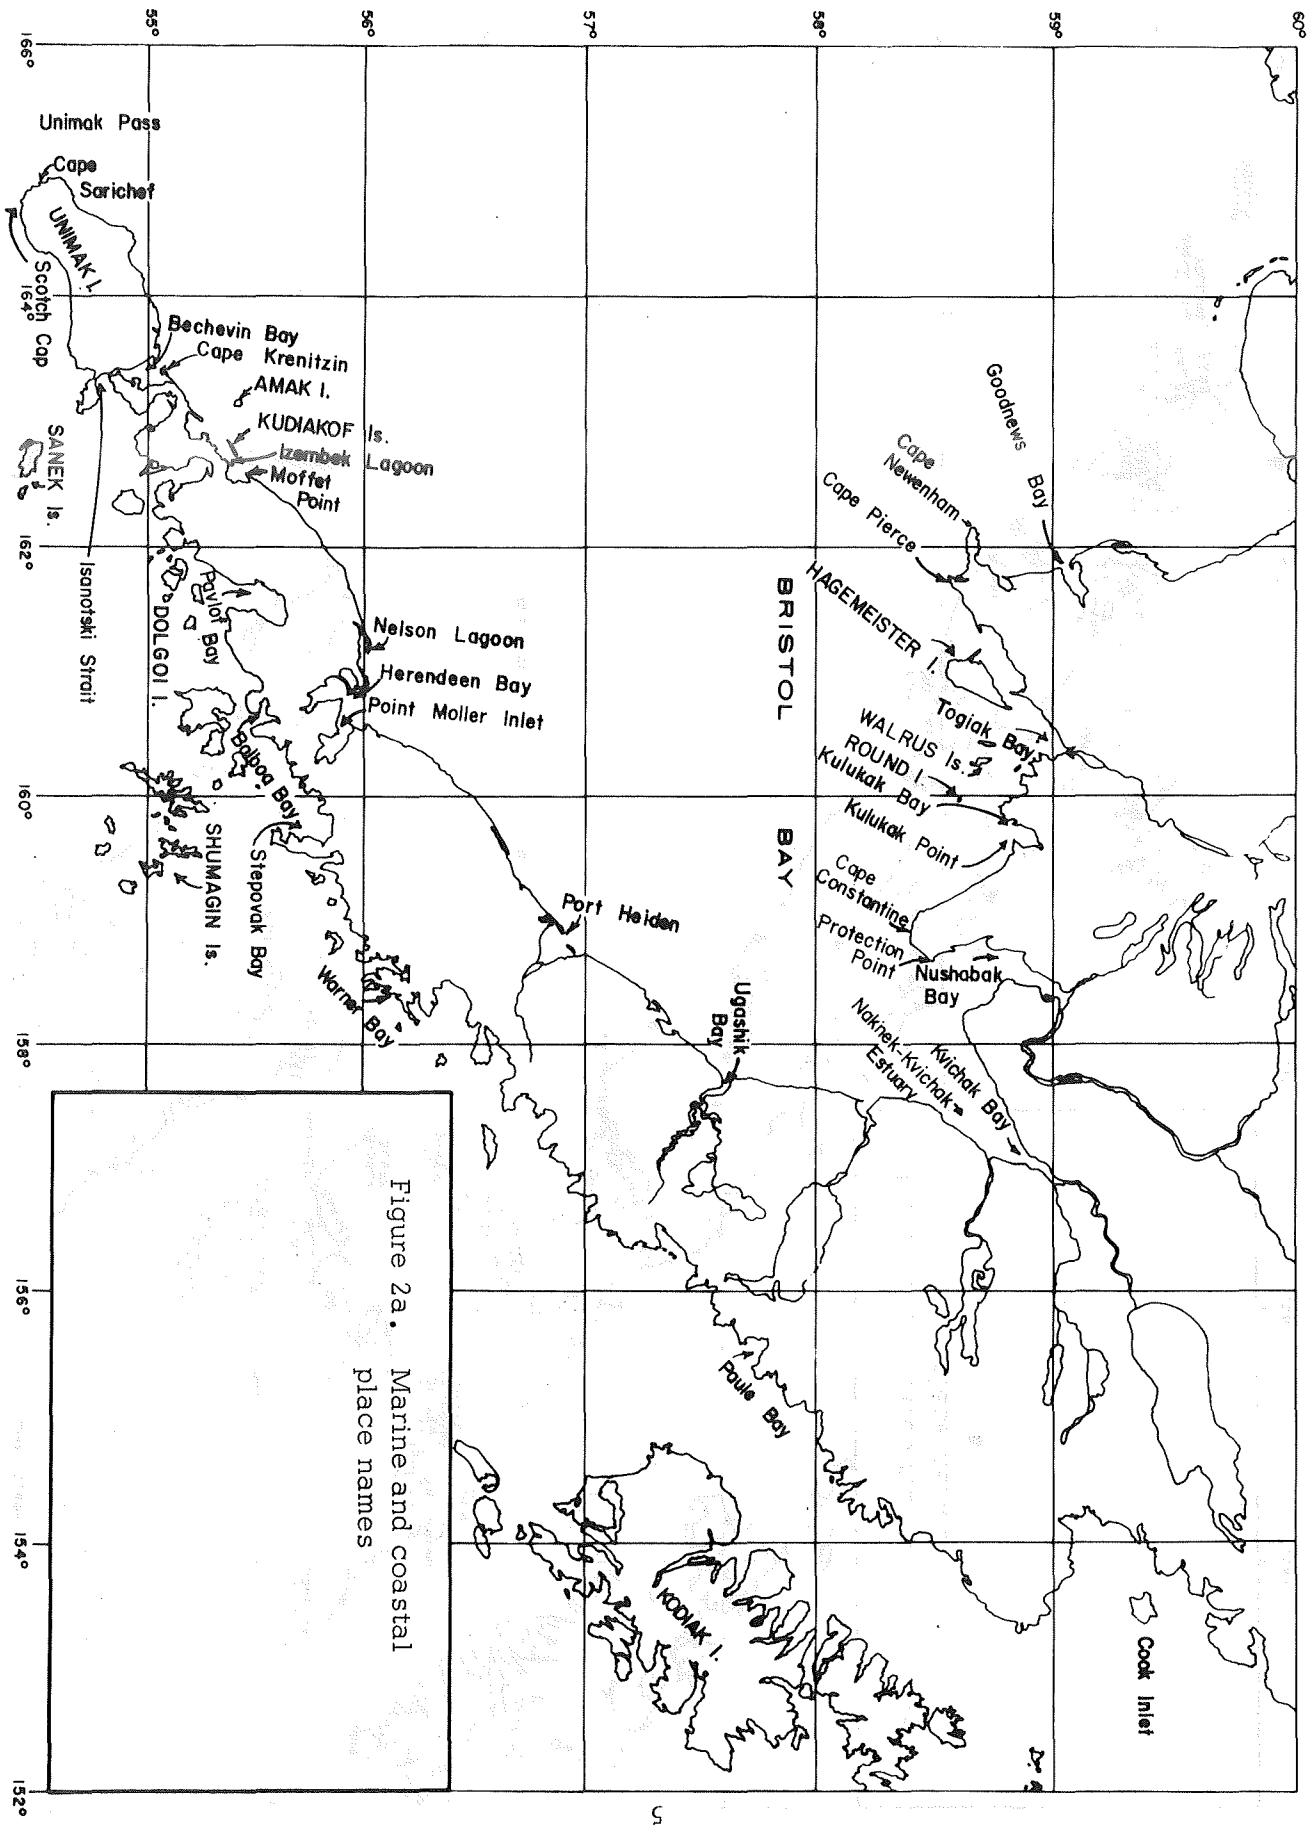 60°
59°
58°
57°
56°
55°
166°
164°
162°
160°
158°
156°
154°
152°
Unimak Pass
Cape
Sarichef
UNIMAK I.
Scotch Cap
Bechevin Bay
Cape Krenitzin
AMAK I.
KUDIAKOF Is.
Izembek Lagoon
Moffet
Point
SANEK Is.
Isanotski Strait
Pavlof Bay
DOLGOI I.
Nelson Lagoon
Herendeen Bay
Point Moller Inlet
Balboa Bay
Stepovak Bay
SHUMAGIN Is.
Port Heiden
Warner Bay
Ugashik
Bay
BRISTOL BAY
Goodnews Bay
Cape
Newenham
Cape Pierce
HAGEMEISTER I.
Togiak Bay
WALRUS Is.
ROUND I.
Kulukak Bay
Kulukak Point
Cape
Constantine
Protection
Point
Nushabak
Bay
Kvichak Bay
Naknek-Kvichak
Estuary
Paule Bay
KODIAK I.
Cook Inlet
Figure 2a. Marine and coastal
place names
5